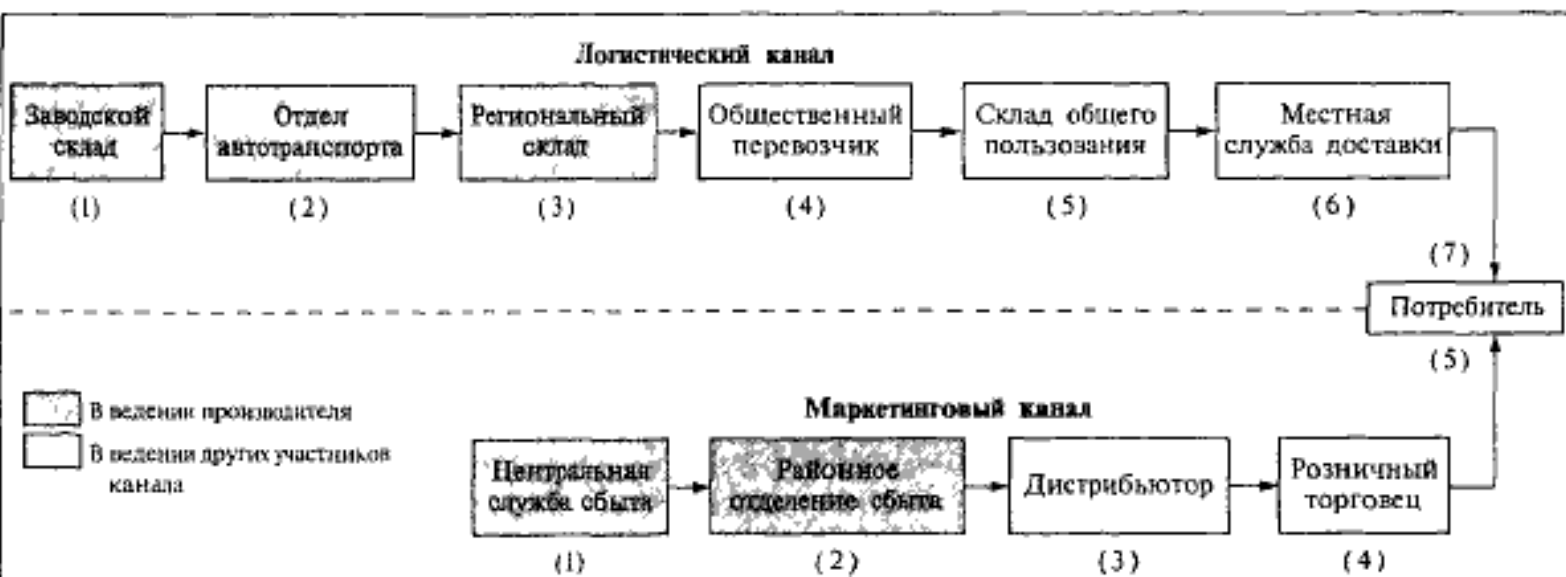 Логистический канал
Заводской
склад
(1)
Отдел
автотранспорта
(2)
Региональный
склад
(3)
Общественный
перевозчик
(4)
Склад общего
пользования
(5)
Местная
служба доставки
(6)
(7)
Потребитель
(5)
В ведении производителя
В ведении других участников
канала
Маркетинговый канал
Центральная
служба сбыта
(1)
Районное
отделение сбыта
(2)
Дистрибьютор
(3)
Розничный
торговец
(4)